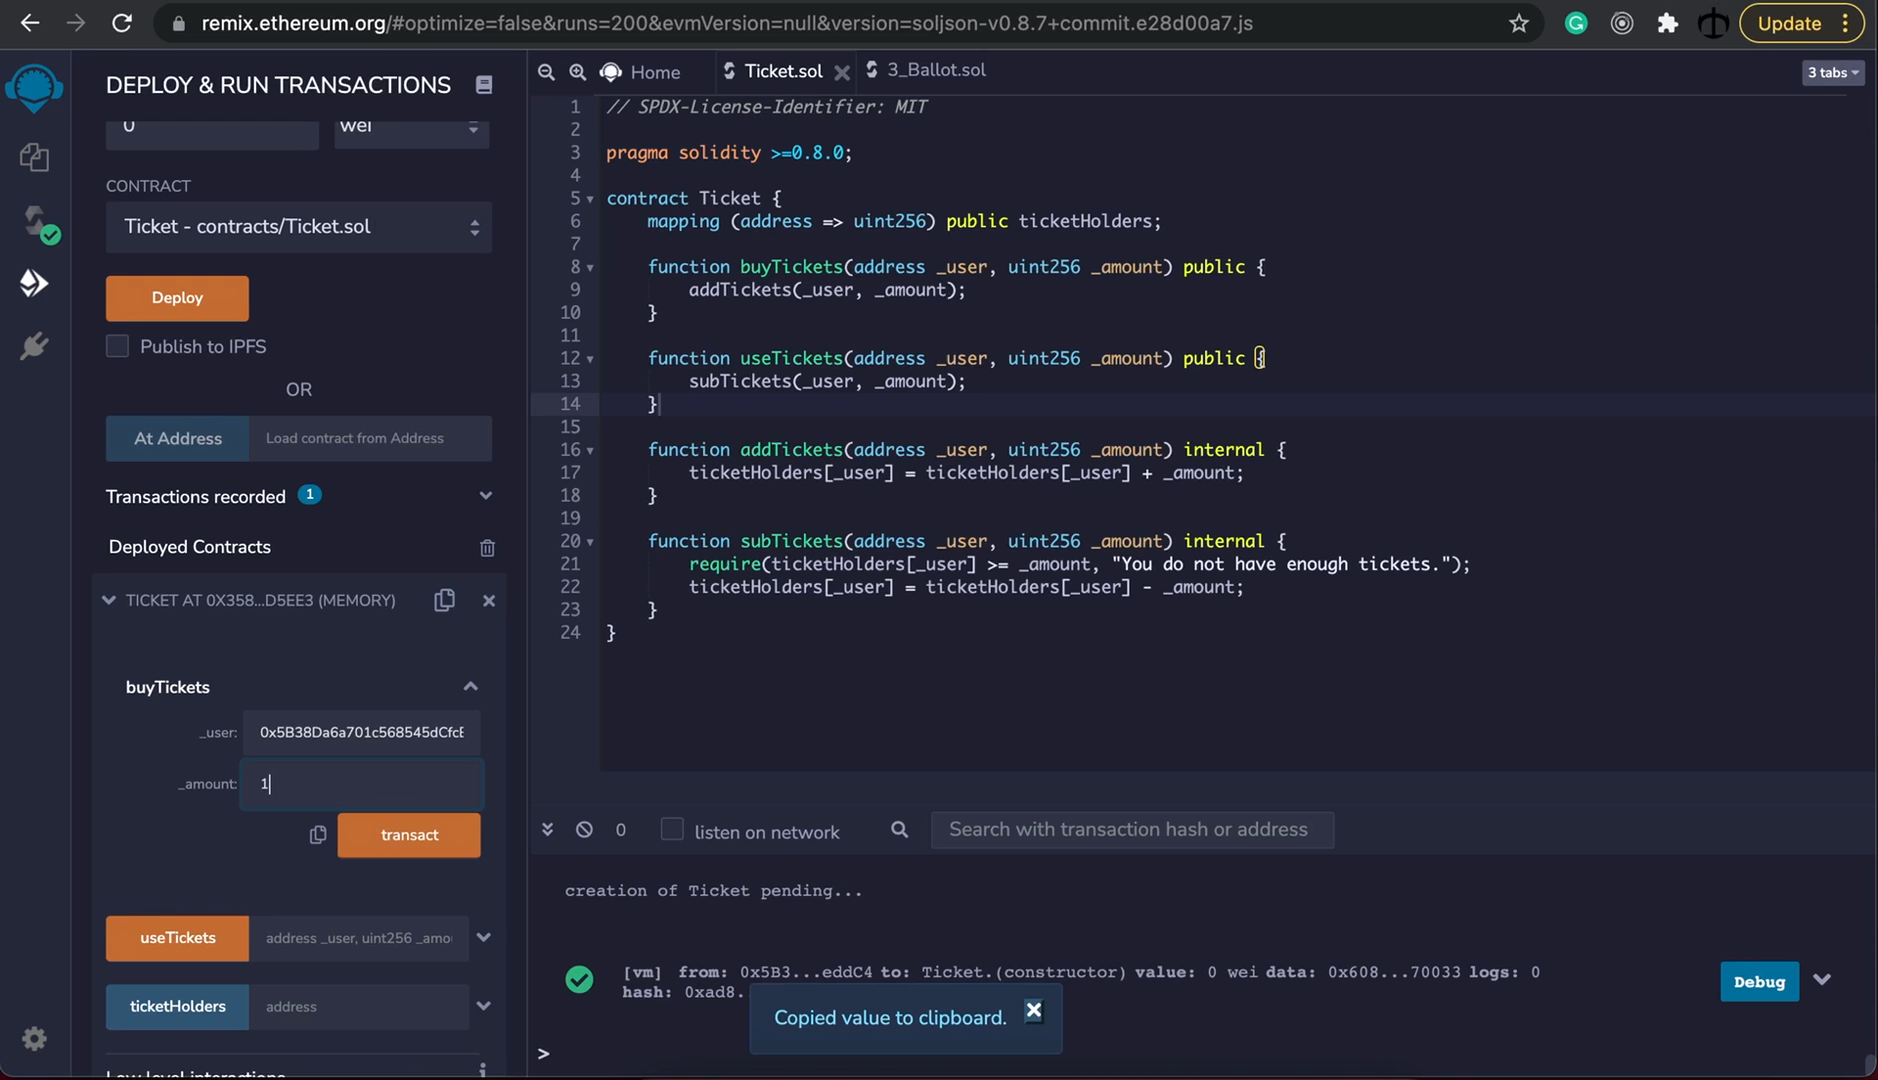 remix.ethereum.org/#optimize=false&runs=200&evmVersion=null&version=soljson-v0.8.7+commit.e28d00a7.js
Update
DEPLOY & RUN TRANSACTIONS
0
wei
CONTRACT
Ticket - contracts/Ticket.sol
Deploy
Publish to IPFS
OR
At Address
Load contract from Address
Transactions recorded
1
Deployed Contracts
TICKET AT 0X358...D5EE3 (MEMORY)
buyTickets
_user:
0x5B38Da6a701c568545dCfcE
_amount:
1
transact
useTickets
address _user, uint256 _amou
ticketHolders
address
Low level interactions
Home
Ticket.sol
3_Ballot.sol
3 tabs
1 // SPDX-License-Identifier: MIT
2
3 pragma solidity >=0.8.0;
4
5 contract Ticket {
6 mapping (address => uint256) public ticketHolders;
7
8 function buyTickets(address _user, uint256 _amount) public {
9 addTickets(_user, _amount);
10 }
11
12 function useTickets(address _user, uint256 _amount) public {
13 subTickets(_user, _amount);
14 }
15
16 function addTickets(address _user, uint256 _amount) internal {
17 ticketHolders[_user] = ticketHolders[_user] + _amount;
18 }
19
20 function subTickets(address _user, uint256 _amount) internal {
21 require(ticketHolders[_user] >= _amount, "You do not have enough tickets.");
22 ticketHolders[_user] = ticketHolders[_user] - _amount;
23 }
24 }
0
listen on network
Search with transaction hash or address
creation of Ticket pending...
[vm] from: 0x5B3...eddC4 to: Ticket.(constructor) value: 0 wei data: 0x608...70033 logs: 0
hash: 0xad8.
Debug
Copied value to clipboard.
>